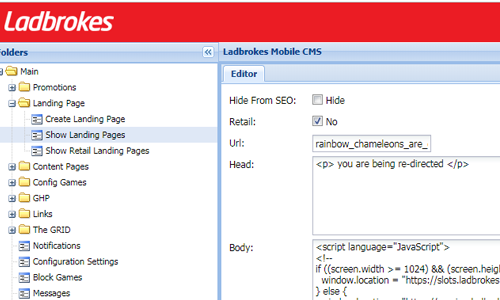 Ladbrokes
Folders
Ladbrokes Mobile CMS
Main
Promotions
Landing Page
Create Landing Page
Show Landing Pages
Show Retail Landing Pages
Content Pages
Config Games
GHP
Links
The GRID
Notifications
Configuration Settings
Block Games
Messages
Editor
Hide From SEO: Hide
Retail: No
Url: rainbow_chameleons_are_
Head: <p> you are being re-directed </p>
Body: <script language="JavaScript">
<!--
if ((screen.width >= 1024) && (screen.heigh
window.location = "https://slots.ladbrokes
} else {